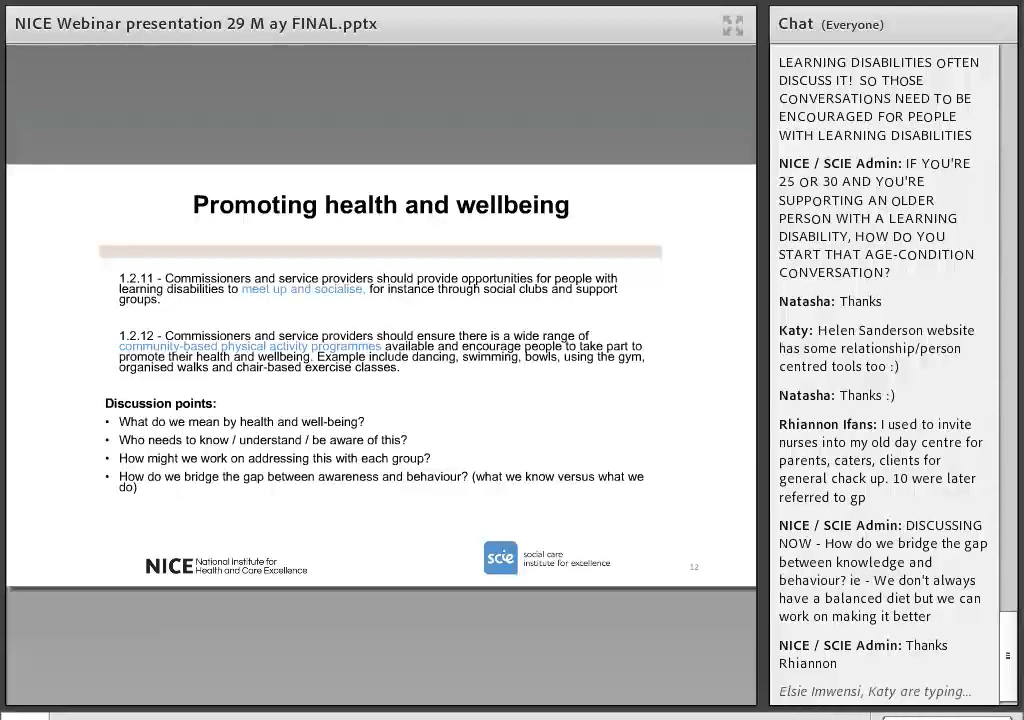 NICE Webinar presentation 29 M ay FINAL.pptx
Promoting health and wellbeing
1.2.11 - Commissioners and service providers should provide opportunities for people with
learning disabilities to meet up and socialise, for instance through social clubs and support
groups.
1.2.12 - Commissioners and service providers should ensure there is a wide range of
community-based physical activity programmes available and encourage people to take part to
promote their health and wellbeing. Example include dancing, swimming, bowls, using the gym,
organised walks and chair-based exercise classes.
Discussion points:
• What do we mean by health and well-being?
• Who needs to know / understand / be aware of this?
• How might we work on addressing this with each group?
• How do we bridge the gap between awareness and behaviour? (what we know versus what we
do)
NICE National Institute for
Health and Care Excellence
scie social care
institute for excellence
12
Chat (Everyone)
LEARNING DISABILITIES OFTEN
DISCUSS IT! SO THOSE
CONVERSATIONS NEED TO BE
ENCOURAGED FOR PEOPLE
WITH LEARNING DISABILITIES
NICE / SCIE Admin: IF YOU'RE
25 OR 30 AND YOU'RE
SUPPORTING AN OLDER
PERSON WITH A LEARNING
DISABILITY, HOW DO YOU
START THAT AGE-CONDITION
CONVERSATION?
Natasha: Thanks
Katy: Helen Sanderson website
has some relationship/person
centred tools too :)
Natasha: Thanks :)
Rhiannon Ifans: I used to invite
nurses into my old day centre for
parents, caters, clients for
general chack up. 10 were later
referred to gp
NICE / SCIE Admin: DISCUSSING
NOW - How do we bridge the gap
between knowledge and
behaviour? ie - We don't always
have a balanced diet but we can
work on making it better
NICE / SCIE Admin: Thanks
Rhiannon
Elsie Imwensi, Katy are typing...